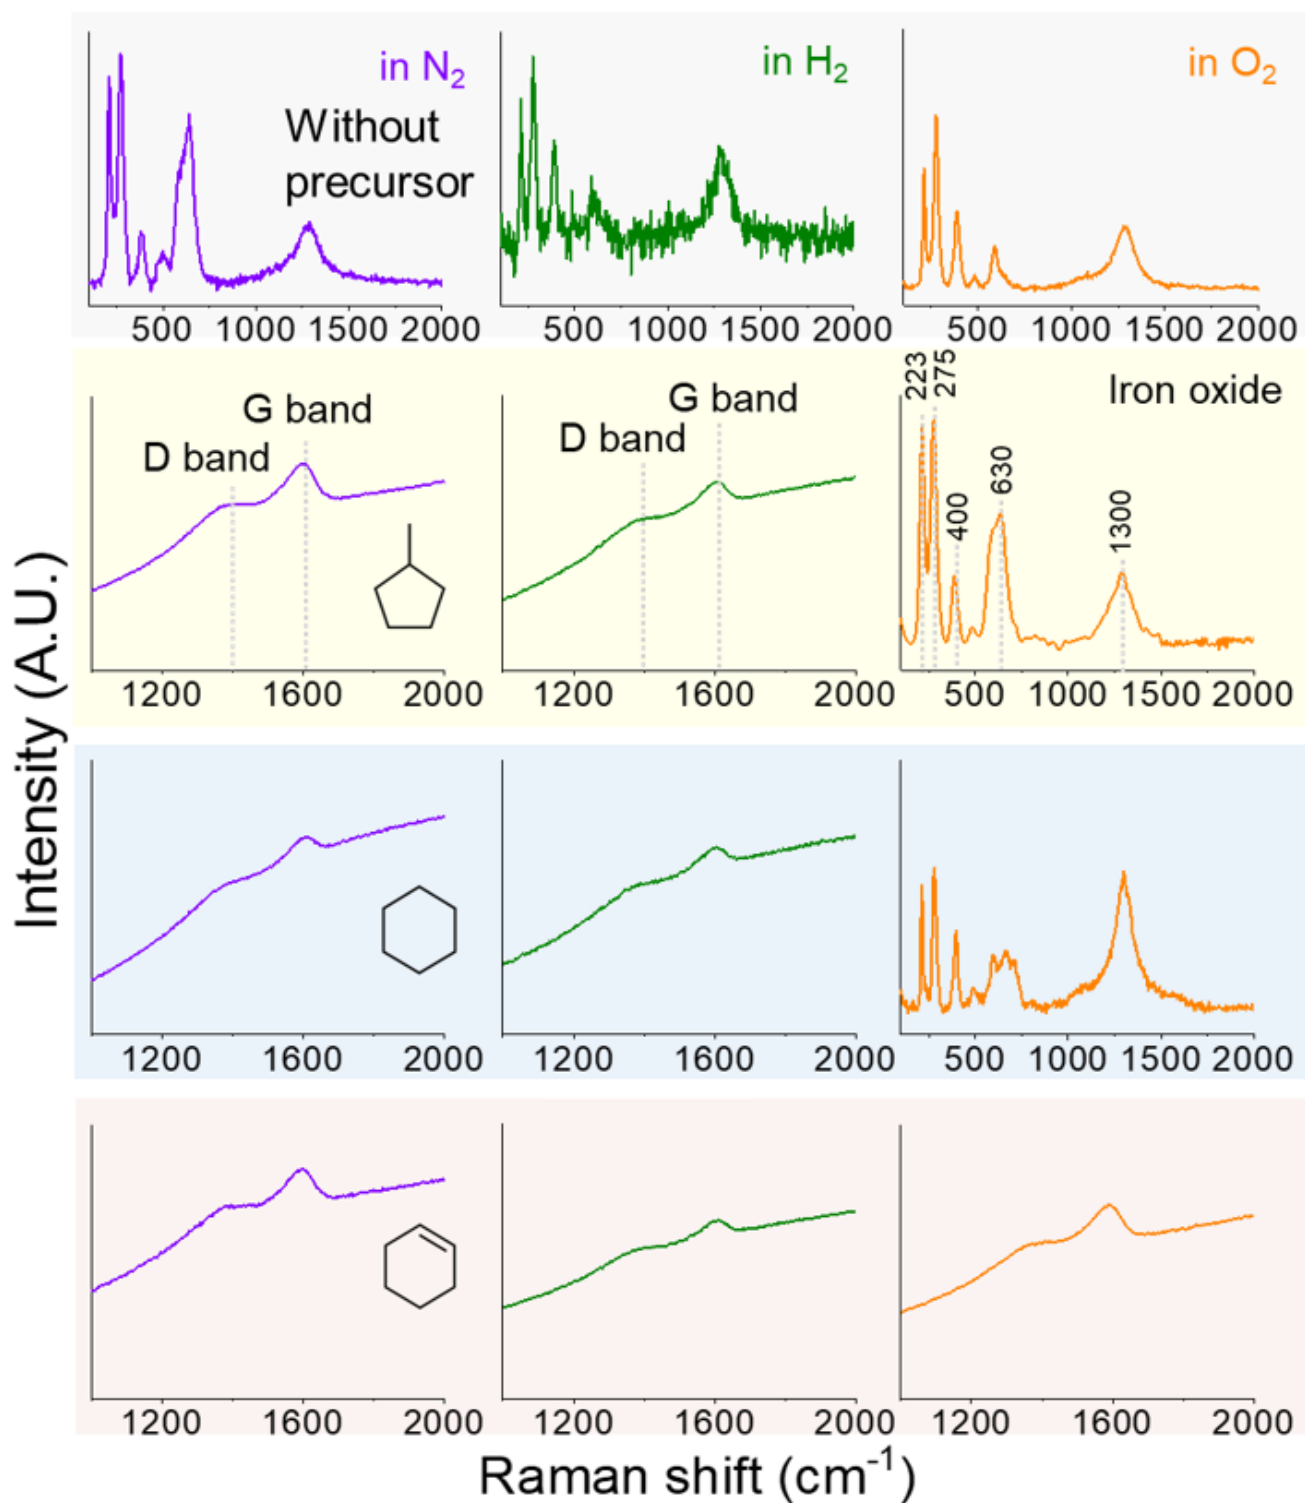 in N₂
Without
precursor
in H₂
in O₂
500 1000 1500 2000
500 1000 1500 2000
500 1000 1500 2000
G band
D band
1200 1600 2000
G band
D band
1200 1600 2000
Iron oxide
223
275
400
630
1300
500 1000 1500 2000
1200 1600 2000
1200 1600 2000
500 1000 1500 2000
1200 1600 2000
1200 1600 2000
1200 1600 2000
Intensity (A.U.)
Raman shift (cm⁻¹)